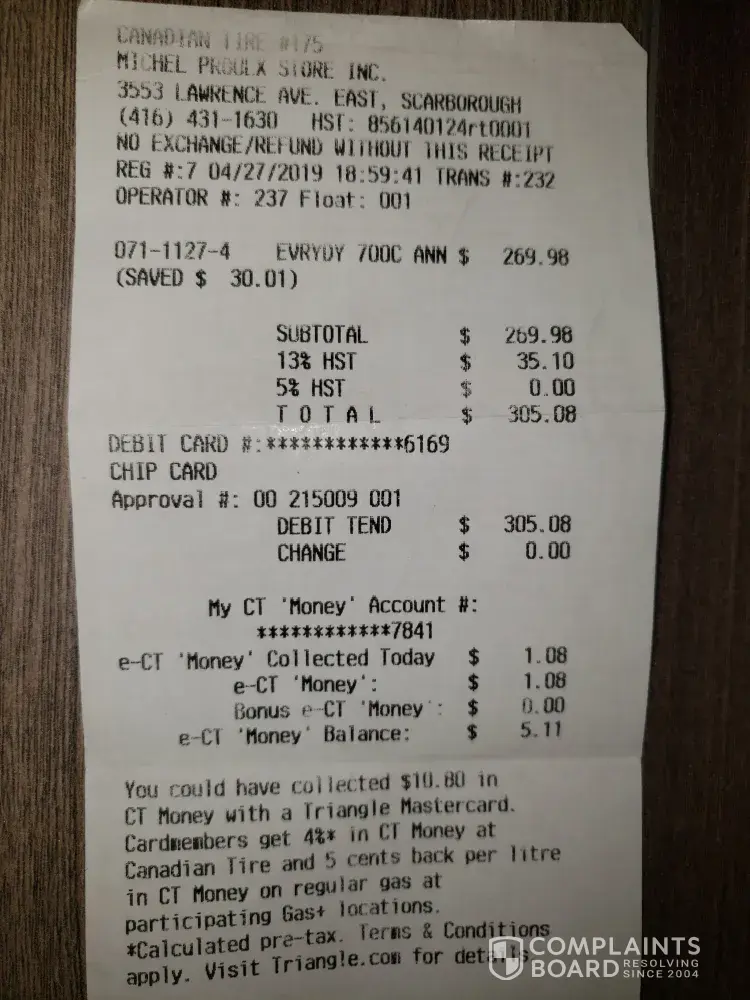 CANADIAN TIRE #175
MICHEL PROULX STORE INC.
3553 LAWRENCE AVE. EAST, SCARBOROUGH
(416) 431-1630 HST: 856140124rt0001
NO EXCHANGE/REFUND WITHOUT THIS RECEIPT
REG #:7 04/27/2019 18:59:41 TRANS #:232
OPERATOR #: 237 Float: 001
071-1127-4 EVRYDY 700C ANN $ 269.98
(SAVED $ 30.01)
SUBTOTAL $ 269.98
13% HST $ 35.10
5% HST $ 0.00
T O T A L $ 305.08
DEBIT CARD #:************6169
CHIP CARD
Approval #: 00 215009 001
DEBIT TEND $ 305.08
CHANGE $ 0.00
My CT 'Money' Account #:
************7841
e-CT 'Money' Collected Today $ 1.08
e-CT 'Money': $ 1.08
Bonus e-CT 'Money': $ 0.00
e-CT 'Money' Balance: $ 5.11
You could have collected $10.80 in
CT Money with a Triangle Mastercard.
Cardmembers get 4%* in CT Money at
Canadian Tire and 5 cents back per litre
in CT Money on regular gas at
participating Gas+ locations.
*Calculated pre-tax. Terms & Conditions
apply. Visit Triangle.com for details
COMPLAINTS
BOARD RESOLVING SINCE 2004